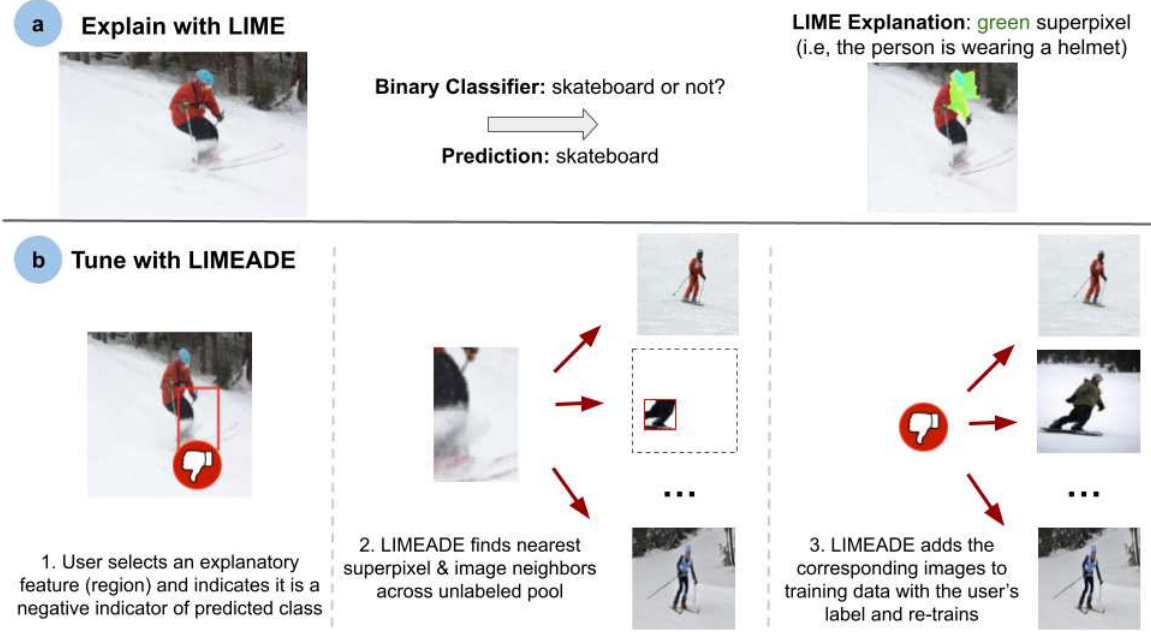 a
Explain with LIME
LIME Explanation: green superpixel
(i.e, the person is wearing a helmet)
Binary Classifier: skateboard or not?
Prediction: skateboard
b
Tune with LIMEADE
1. User selects an explanatory
feature (region) and indicates it is a
negative indicator of predicted class
2. LIMEADE finds nearest
superpixel & image neighbors
across unlabeled pool
...
3. LIMEADE adds the
corresponding images to
training data with the user's
label and re-trains
...